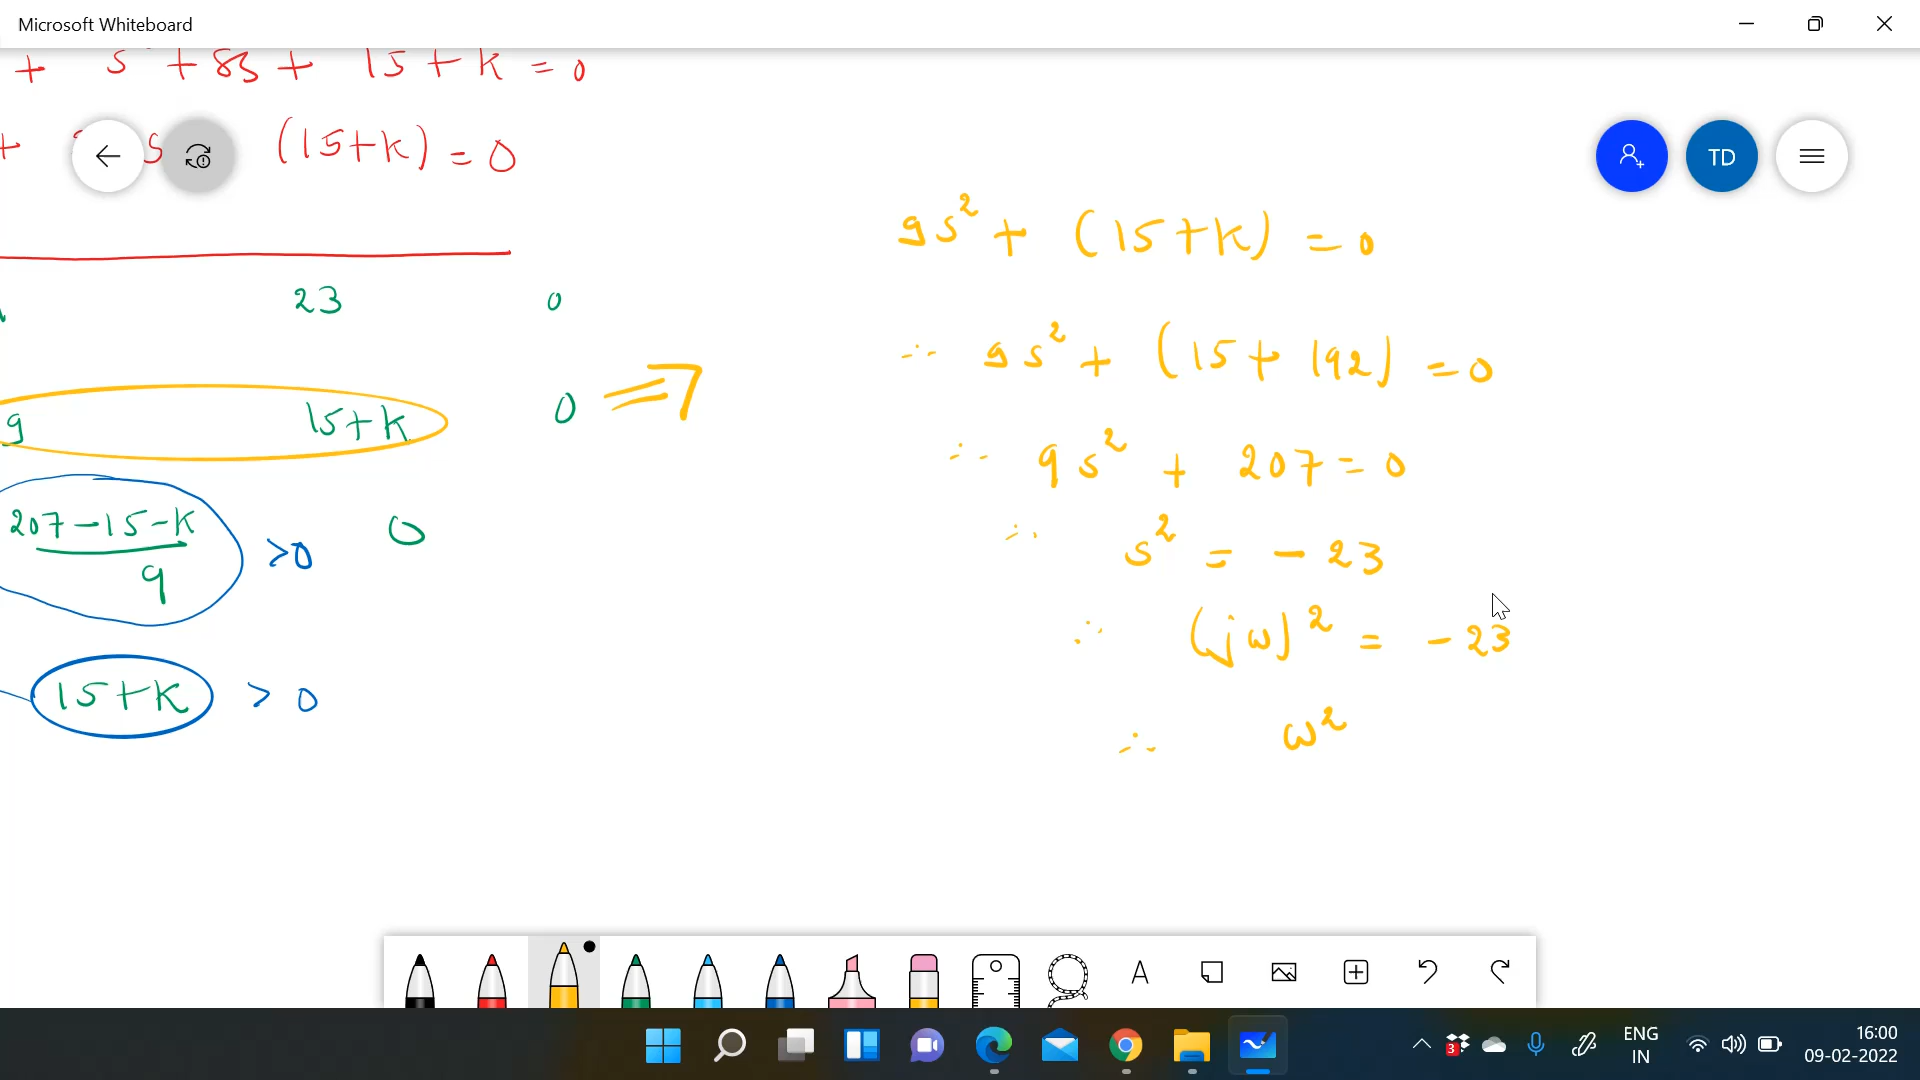 Microsoft Whiteboard
+ s + 8s + 15 + k = 0
+ s (15+k) = 0
TD
9s² + (15+k) = 0
23 0
∴ 9s² + (15+192) = 0
9 15+k 0 ⇒
∴ 9s² + 207 = 0
207-15-k
9
>0 0
∴ s² = -23
∴ (jω)² = -23
15+k > 0
∴ ω²
A
3
ENG
IN
16:00
09-02-2022